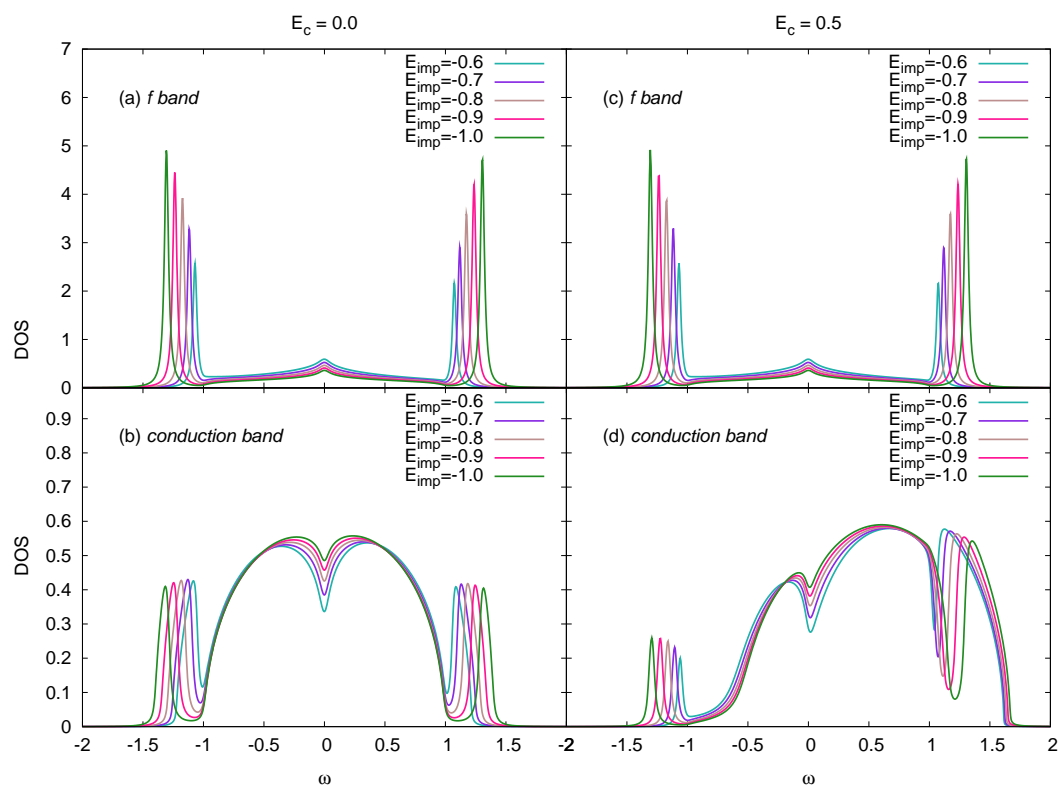 E_c = 0.0
E_c = 0.5
7
6
5
4
3
2
1
0
DOS
(a) f band
E_imp=-0.6
E_imp=-0.7
E_imp=-0.8
E_imp=-0.9
E_imp=-1.0
(c) f band
E_imp=-0.6
E_imp=-0.7
E_imp=-0.8
E_imp=-0.9
E_imp=-1.0
0.9
0.8
0.7
0.6
0.5
0.4
0.3
0.2
0.1
0
DOS
(b) conduction band
E_imp=-0.6
E_imp=-0.7
E_imp=-0.8
E_imp=-0.9
E_imp=-1.0
(d) conduction band
E_imp=-0.6
E_imp=-0.7
E_imp=-0.8
E_imp=-0.9
E_imp=-1.0
-2 -1.5 -1 -0.5 0 0.5 1 1.5 2
-2 -1.5 -1 -0.5 0 0.5 1 1.5 2
ω
ω